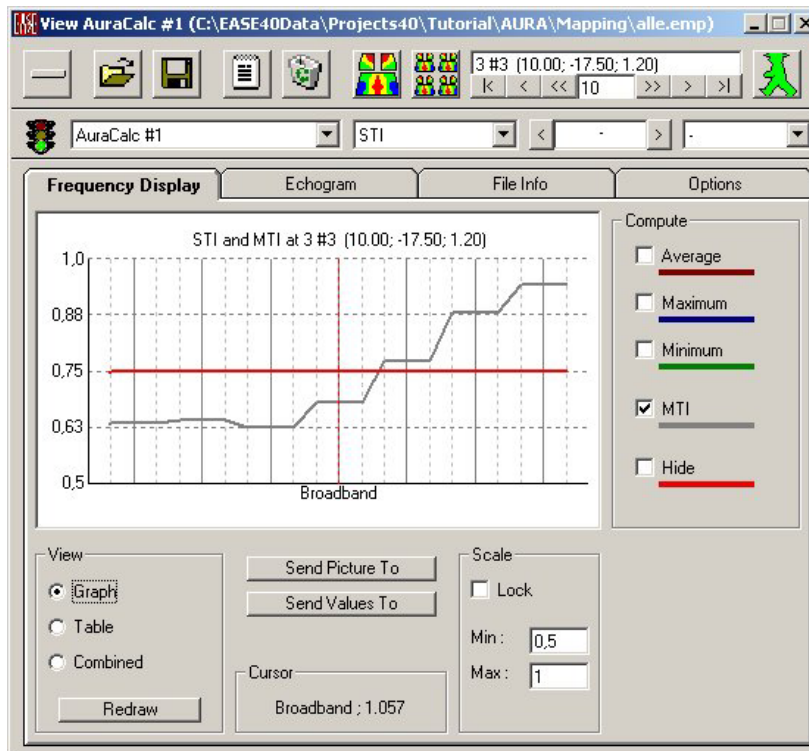 EASE View AuraCalc #1 (C:\EASE40Data\Projects40\Tutorial\AURA\Mapping\alle.emp)
3 #3 (10.00; -17.50; 1.20)
|< < << 10 >> > >|
AuraCalc #1 STI < - > -
Frequency Display Echogram File Info Options
STI and MTI at 3 #3 (10.00; -17.50; 1.20)
1,0
0,88
0,75
0,63
0,5
Broadband
Compute
Average
Maximum
Minimum
MTI
Hide
View
Graph
Table
Combined
Redraw
Send Picture To
Send Values To
Cursor
Broadband ; 1.057
Scale
Lock
Min : 0,5
Max : 1